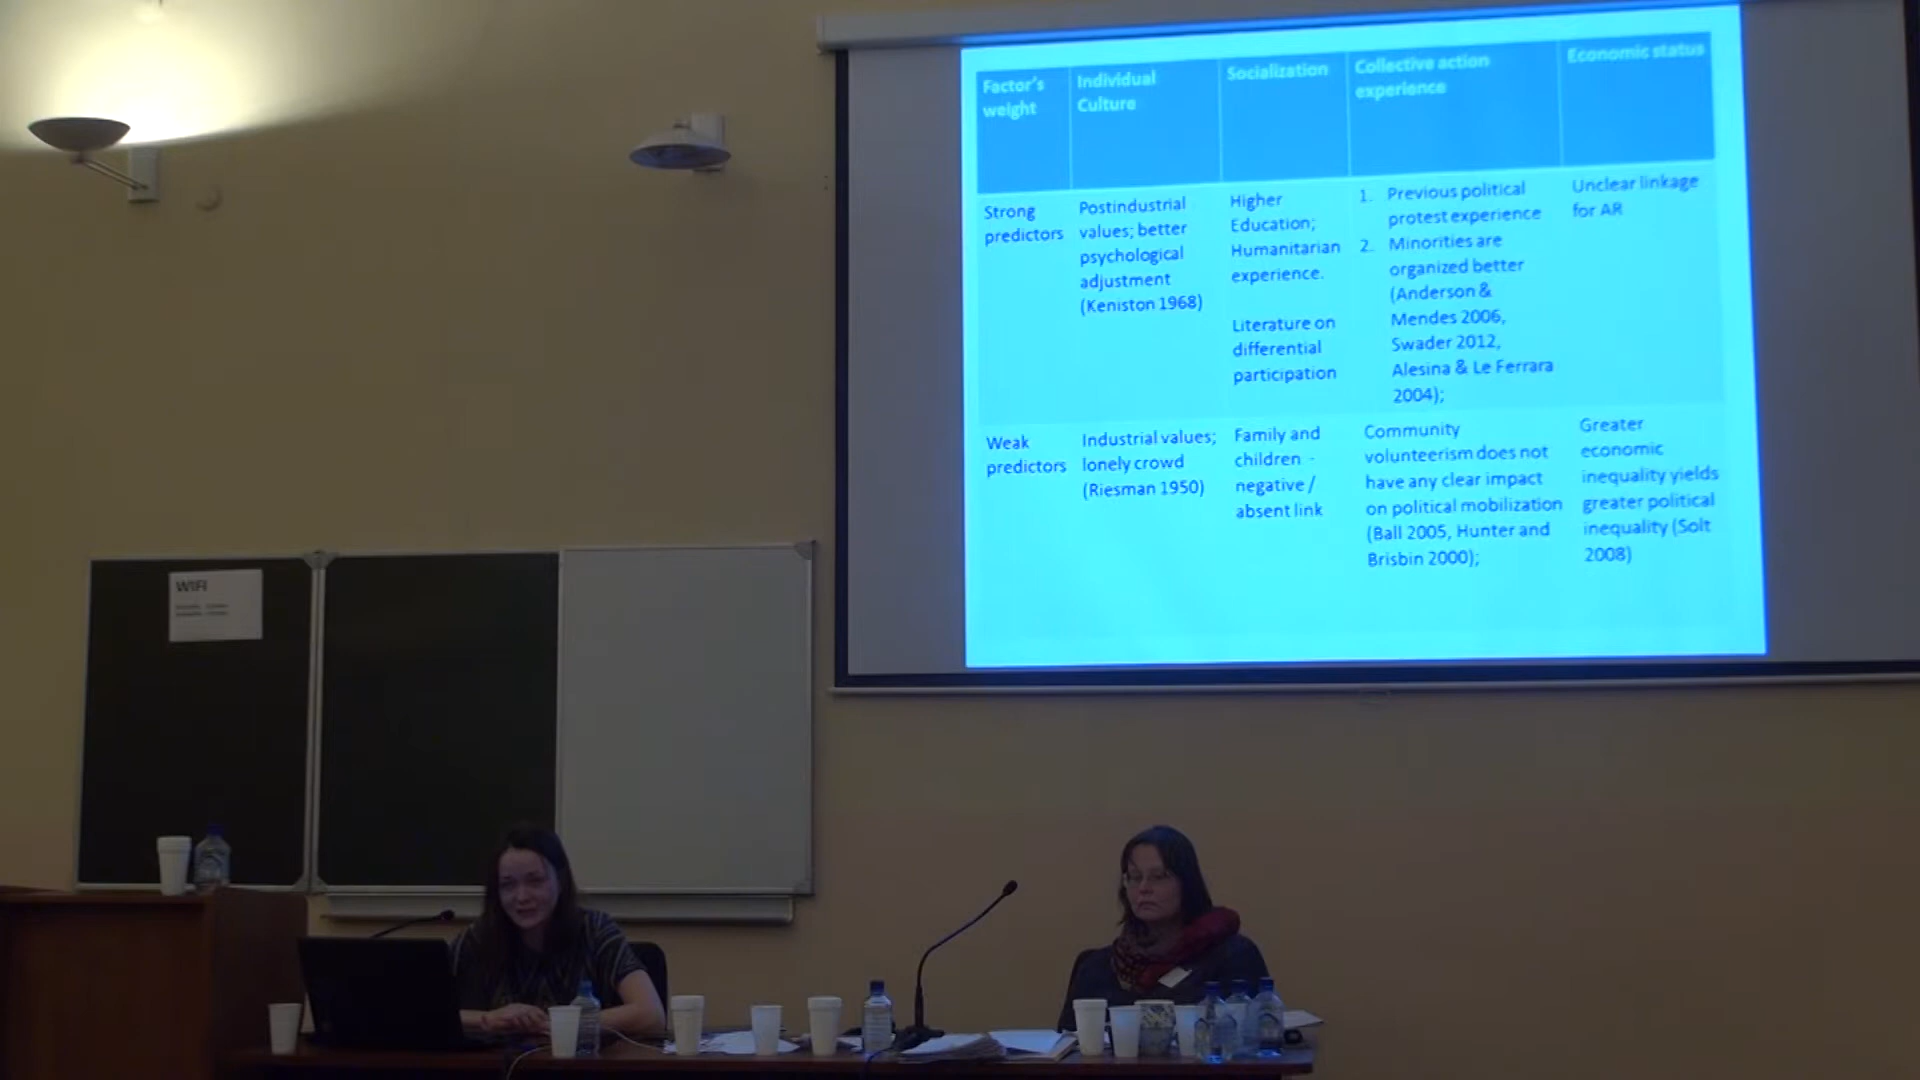 Factor's
weight
Individual
Culture
Socialization
Collective action
experience
Economic status
Strong
predictors
Postindustrial
values; better
psychological
adjustment
(Keniston 1968)
Higher
Education;
Humanitarian
experience.
Literature on
differential
participation
1. Previous political
protest experience
2. Minorities are
organized better
(Anderson &
Mendes 2006,
Swader 2012,
Alesina & Le Ferrara
2004);
Unclear linkage
for AR
Weak
predictors
Industrial values;
lonely crowd
(Riesman 1950)
Family and
children -
negative /
absent link
Community
volunteerism does not
have any clear impact
on political mobilization
(Ball 2005, Hunter and
Brisbin 2000);
Greater
economic
inequality yields
greater political
inequality (Solt
2008)
WIFI